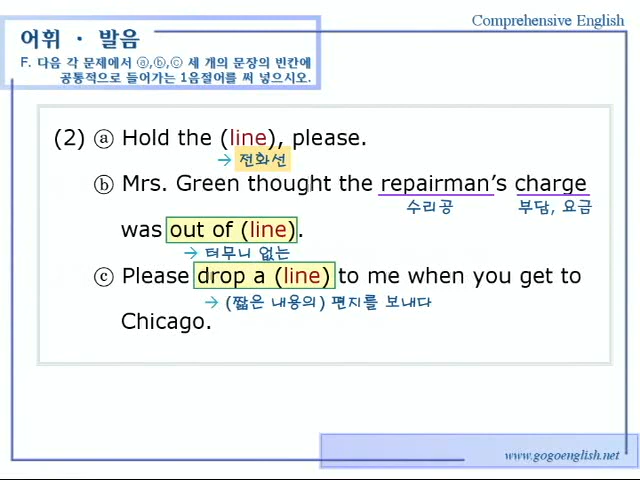 Comprehensive English
어휘 · 발음
F. 다음 각 문제에서 ⓐ,ⓑ,ⓒ 세 개의 문장의 빈칸에
공통적으로 들어가는 1음절어를 써 넣으시오.
(2) ⓐ Hold the (line), please.
→ 전화선
ⓑ Mrs. Green thought the repairman's charge
수리공 부담, 요금
was out of (line).
→ 터무니 없는
ⓒ Please drop a (line) to me when you get to
→ (짧은 내용의) 편지를 보내다
Chicago.
www.gogoenglish.net